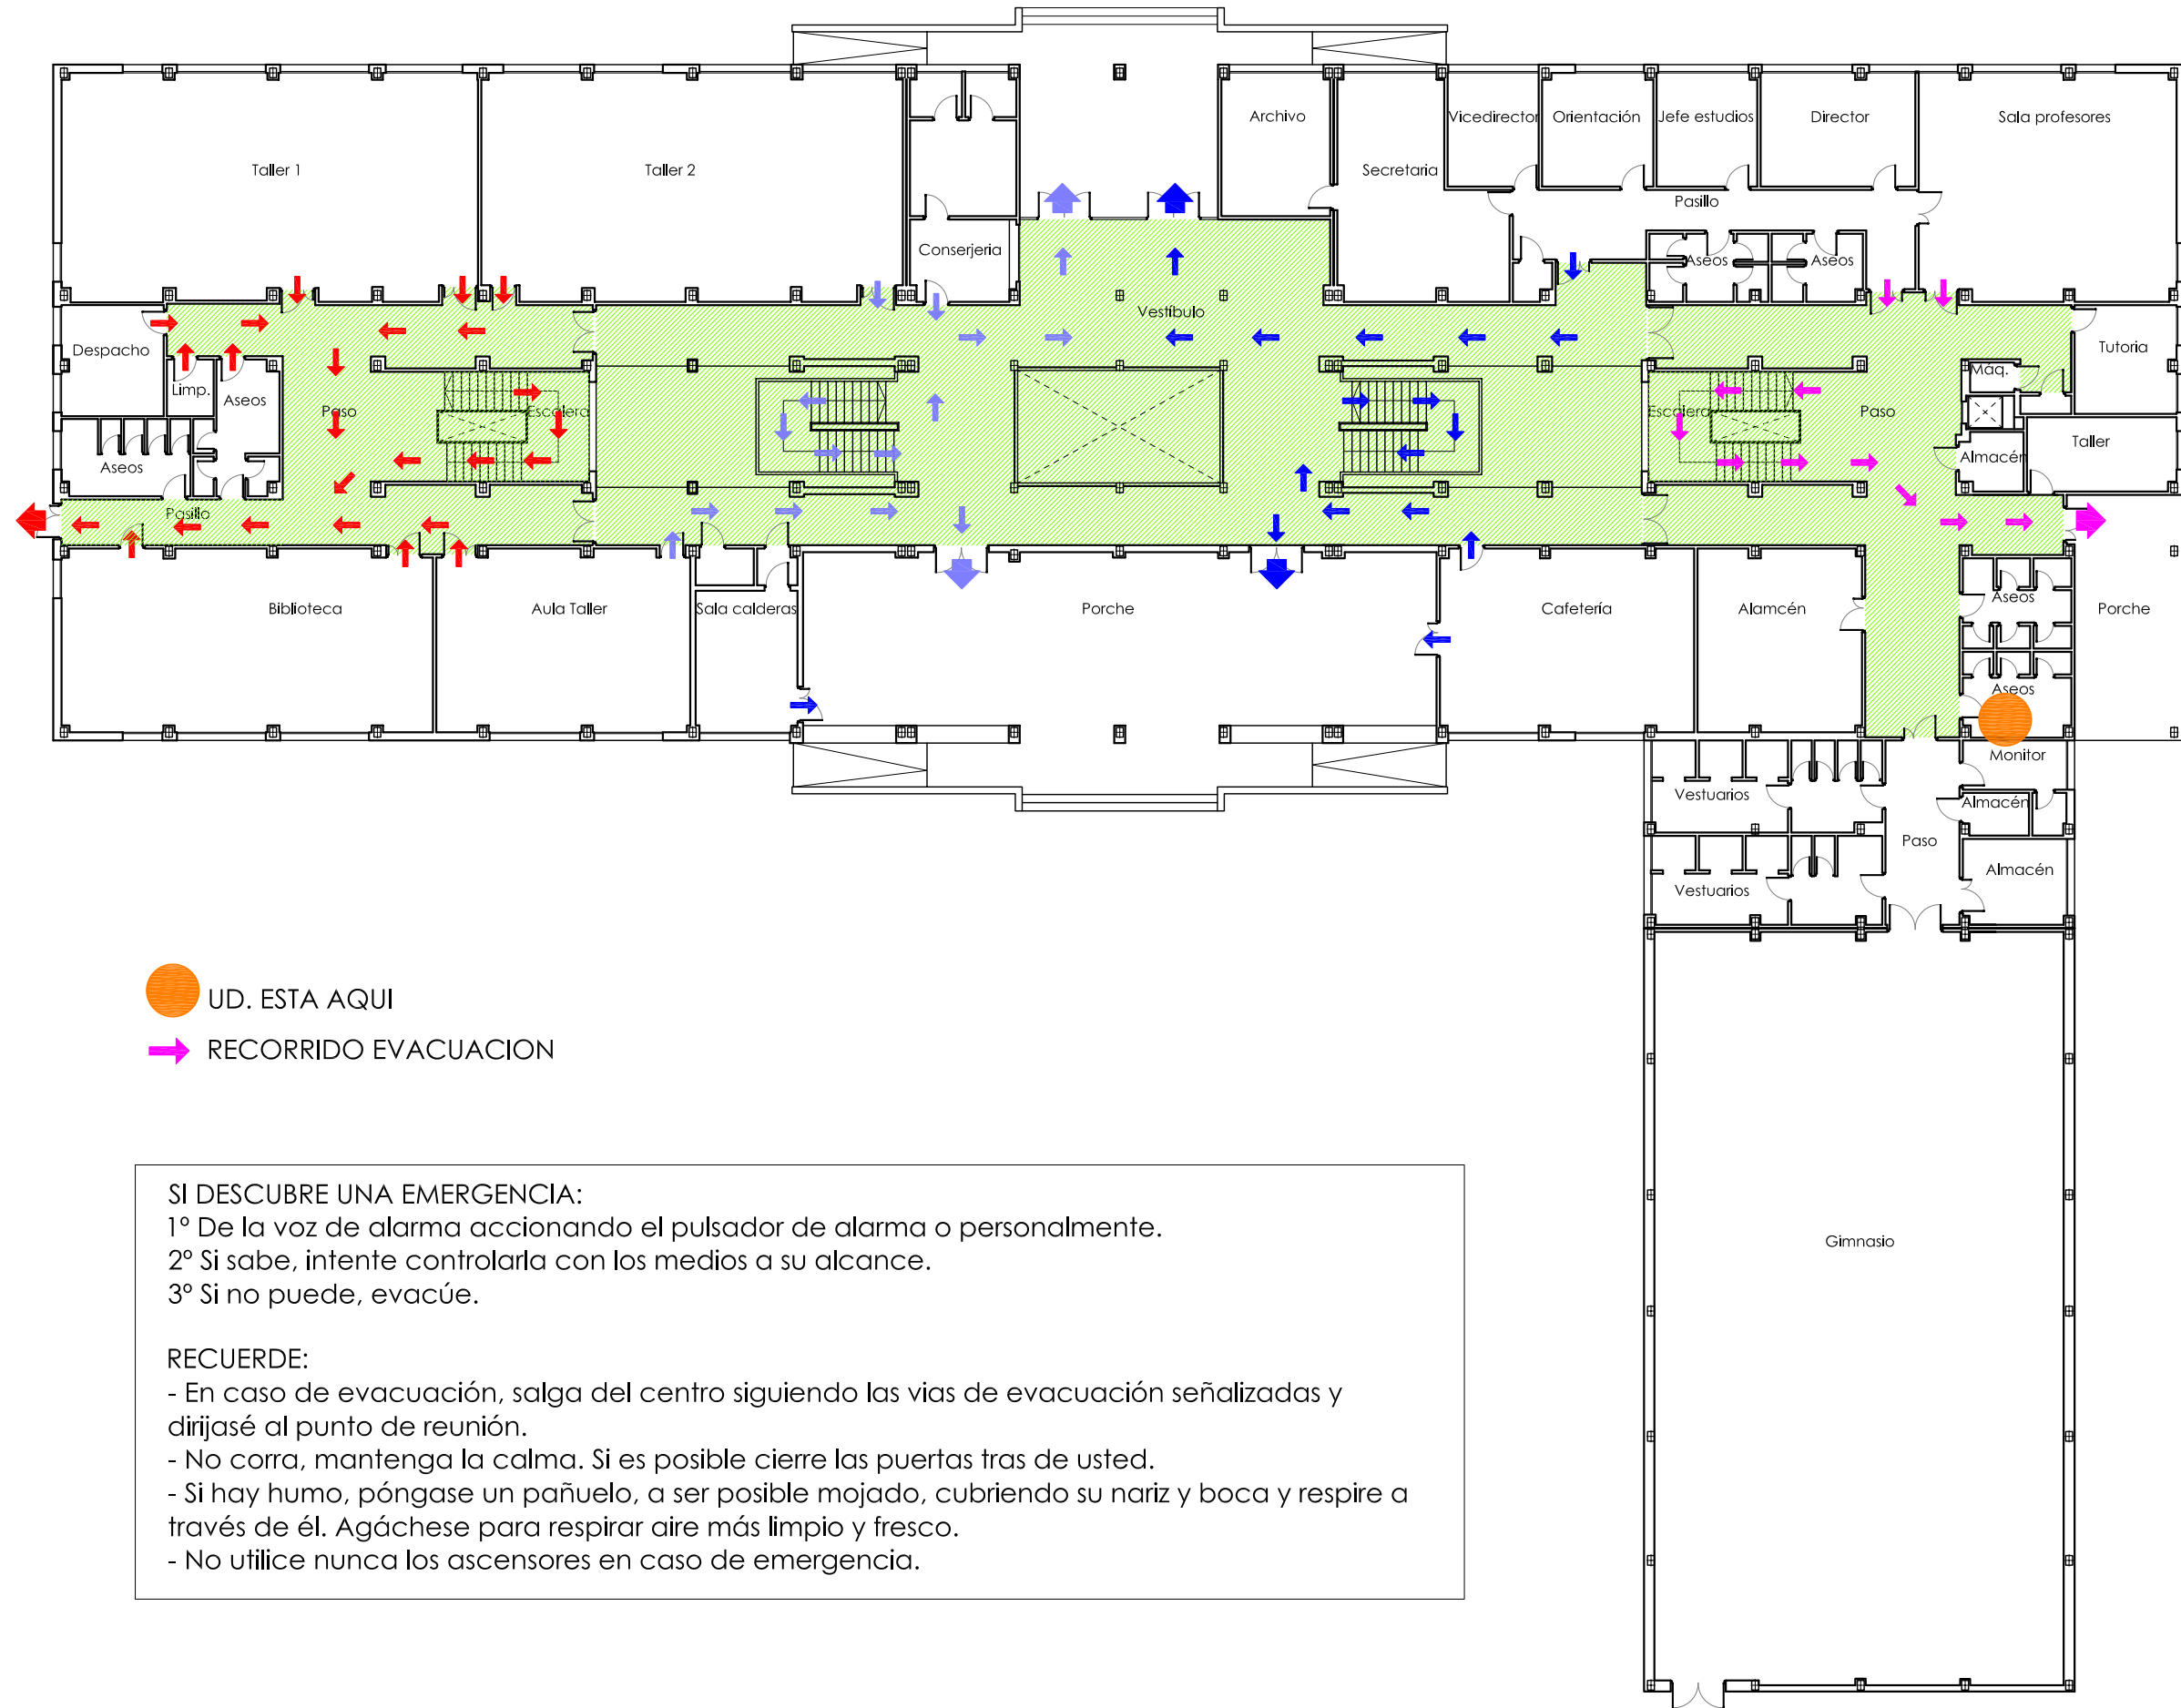 Archivo
Vicedirector
Orientación
Jefe estudios
Director
Sala profesores
Taller 1
Taller 2
Secretaria
Pasillo
Conserjeria
Aseos
Aseos
Vestíbulo
Despacho
Tutoria
Limp.
Aseos
Paso
Escalera
Escalera
Maq.
Paso
Taller
Aseos
Almacén
Pasillo
Biblioteca
Aula Taller
Sala calderas
Porche
Cafetería
Alamcén
Aseos
Porche
Aseos
Monitor
Vestuarios
Almacén
Paso
Almacén
Vestuarios
UD. ESTA AQUI
RECORRIDO EVACUACION
SI DESCUBRE UNA EMERGENCIA:
1º De la voz de alarma accionando el pulsador de alarma o personalmente.
2º Si sabe, intente controlarla con los medios a su alcance.
3º Si no puede, evacúe.
Gimnasio
RECUERDE:
- En caso de evacuación, salga del centro siguiendo las vias de evacuación señalizadas y
dirijasé al punto de reunión.
- No corra, mantenga la calma. Si es posible cierre las puertas tras de usted.
- Si hay humo, póngase un pañuelo, a ser posible mojado, cubriendo su nariz y boca y respire a
través de él. Agáchese para respirar aire más limpio y fresco.
- No utilice nunca los ascensores en caso de emergencia.